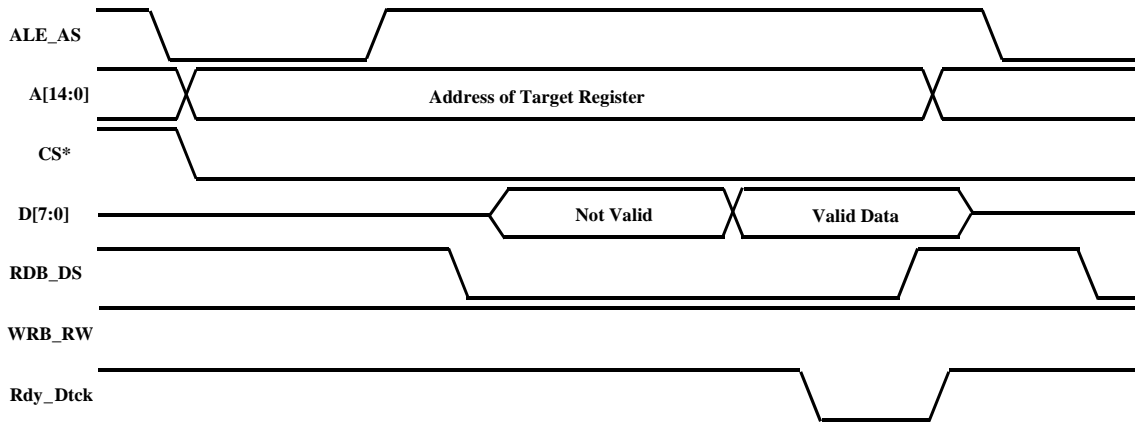 ALE_AS
A[14:0]
Address of Target Register
CS*
D[7:0]
Not Valid
Valid Data
RDB_DS
WRB_RW
Rdy_Dtck